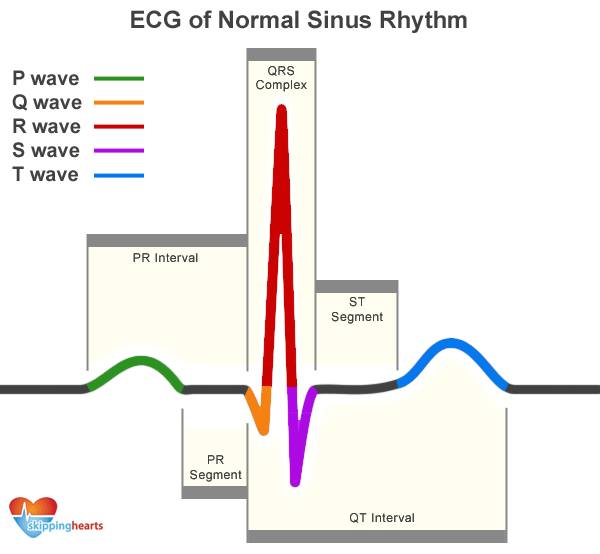 ECG of Normal Sinus Rhythm
P wave
Q wave
R wave
S wave
T wave
QRS
Complex
PR Interval
ST
Segment
PR
Segment
QT Interval
skippinghearts